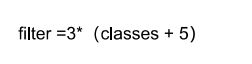 filter =3*（classes + 5)